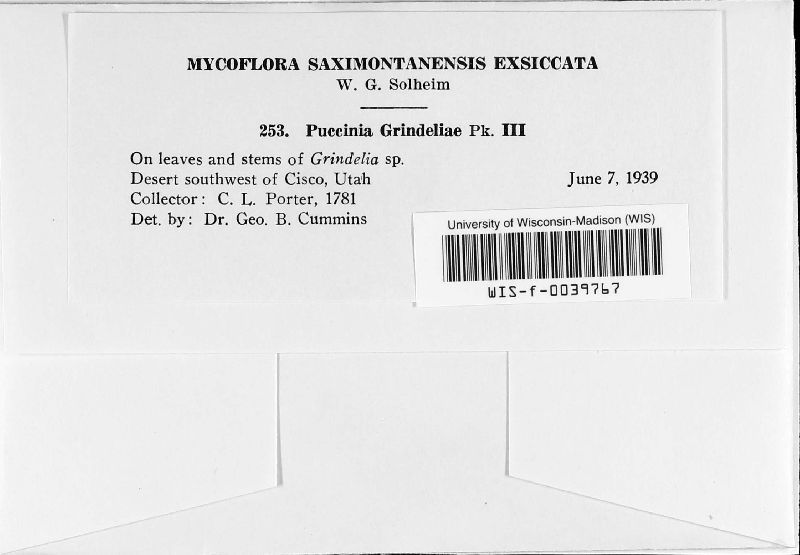 MYCOFLORA SAXIMONTANENSIS EXSICCATA
W. G. Solheim
253. Puccinia Grindeliae Pk. III
On leaves and stems of Grindelia sp.
Desert southwest of Cisco, Utah June 7, 1939
Collector: C. L. Porter, 1781
Det. by: Dr. Geo. B. Cummins
University of Wisconsin-Madison (WIS)
WIS-f-0039767